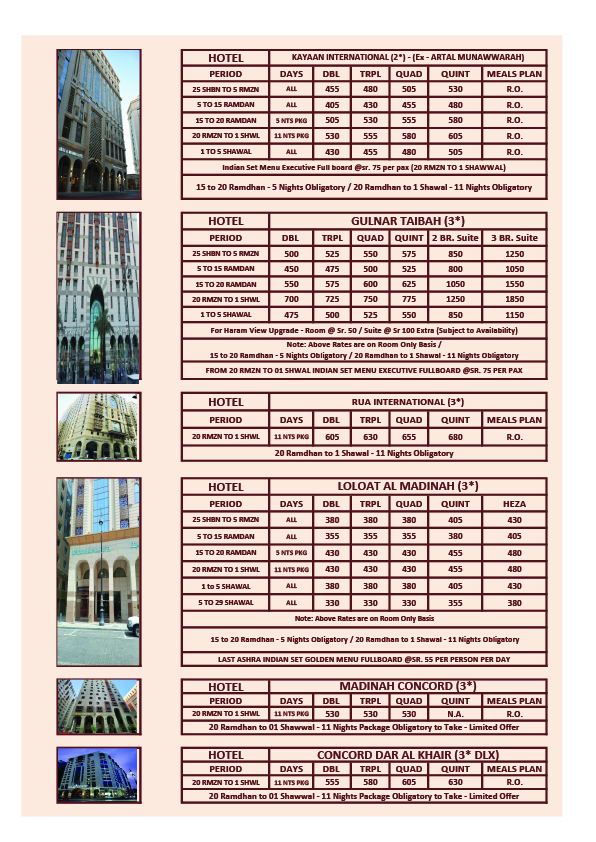 HOTEL KAYAAN INTERNATIONAL (2*) - (Ex - ARTAL MUNAWWARAH)
PERIOD DAYS DBL TRPL QUAD QUINT MEALS PLAN
25 SHBN TO 5 RMZN ALL 455 480 505 530 R.O.
5 TO 15 RAMDAN ALL 405 430 455 480 R.O.
15 TO 20 RAMDAN 5 NTS PKG 505 530 555 580 R.O.
20 RMZN TO 1 SHWL 11 NTS PKG 530 555 580 605 R.O.
1 TO 5 SHAWAL ALL 430 455 480 505 R.O.
Indian Set Menu Executive Full board @sr. 75 per pax (20 RMZN TO 1 SHAWWAL)
15 to 20 Ramdhan - 5 Nights Obligatory / 20 Ramdhan to 1 Shawal - 11 Nights Obligatory
HOTEL GULNAR TAIBAH (3*)
PERIOD DBL TRPL QUAD QUINT 2 BR. Suite 3 BR. Suite
25 SHBN TO 5 RMZN 500 525 550 575 850 1250
5 TO 15 RAMDAN 450 475 500 525 800 1050
15 TO 20 RAMDAN 550 575 600 625 1050 1550
20 RMZN TO 1 SHWL 700 725 750 775 1250 1850
1 TO 5 SHAWAL 475 500 525 550 850 1150
For Haram View Upgrade - Room @ Sr. 50 / Suite @ Sr 100 Extra (Subject to Availability)
Note: Above Rates are on Room Only Basis /
15 to 20 Ramdhan - 5 Nights Obligatory / 20 Ramdhan to 1 Shawal - 11 Nights Obligatory
FROM 20 RMZN TO 01 SHWAL INDIAN SET MENU EXECUTIVE FULLBOARD @SR. 75 PER PAX
HOTEL RUA INTERNATIONAL (3*)
PERIOD DAYS DBL TRPL QUAD QUINT MEALS PLAN
20 RMZN TO 1 SHWL 11 NTS PKG 605 630 655 680 R.O.
20 Ramdhan to 1 Shawal - 11 Nights Obligatory
HOTEL LOLOAT AL MADINAH (3*)
PERIOD DAYS DBL TRPL QUAD QUINT HEZA
25 SHBN TO 5 RMZN ALL 380 380 380 405 430
5 TO 15 RAMDAN ALL 355 355 355 380 405
15 TO 20 RAMDAN 5 NTS PKG 430 430 430 455 480
20 RMZN TO 1 SHWL 11 NTS PKG 430 430 430 455 480
1 to 5 SHAWAL ALL 380 380 380 405 430
5 TO 29 SHAWAL ALL 330 330 330 355 380
Note: Above Rates are on Room Only Basis
15 to 20 Ramdhan - 5 Nights Obligatory / 20 Ramdhan to 1 Shawal - 11 Nights Obligatory
LAST ASHRA INDIAN SET GOLDEN MENU FULLBOARD @SR. 55 PER PERSON PER DAY
HOTEL MADINAH CONCORD (3*)
PERIOD DAYS DBL TRPL QUAD QUINT MEALS PLAN
20 RMZN TO 1 SHWL 11 NTS PKG 530 530 530 N.A. R.O.
20 Ramdhan to 01 Shawwal - 11 Nights Package Obligatory to Take - Limited Offer
HOTEL CONCORD DAR AL KHAIR (3* DLX)
PERIOD DAYS DBL TRPL QUAD QUINT MEALS PLAN
20 RMZN TO 1 SHWL 11 NTS PKG 555 580 605 630 R.O.
20 Ramdhan to 01 Shawwal - 11 Nights Package Obligatory to Take - Limited Offer